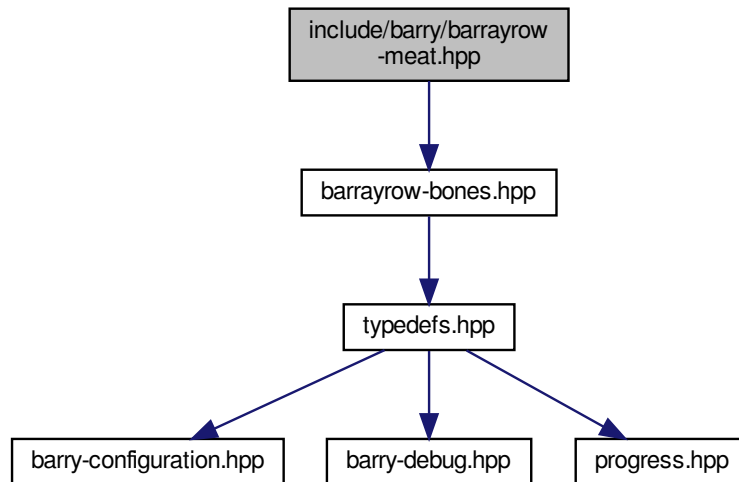 include/barry/barrayrow
-meat.hpp
barrayrow-bones.hpp
typedefs.hpp
barry-configuration.hpp
barry-debug.hpp
progress.hpp